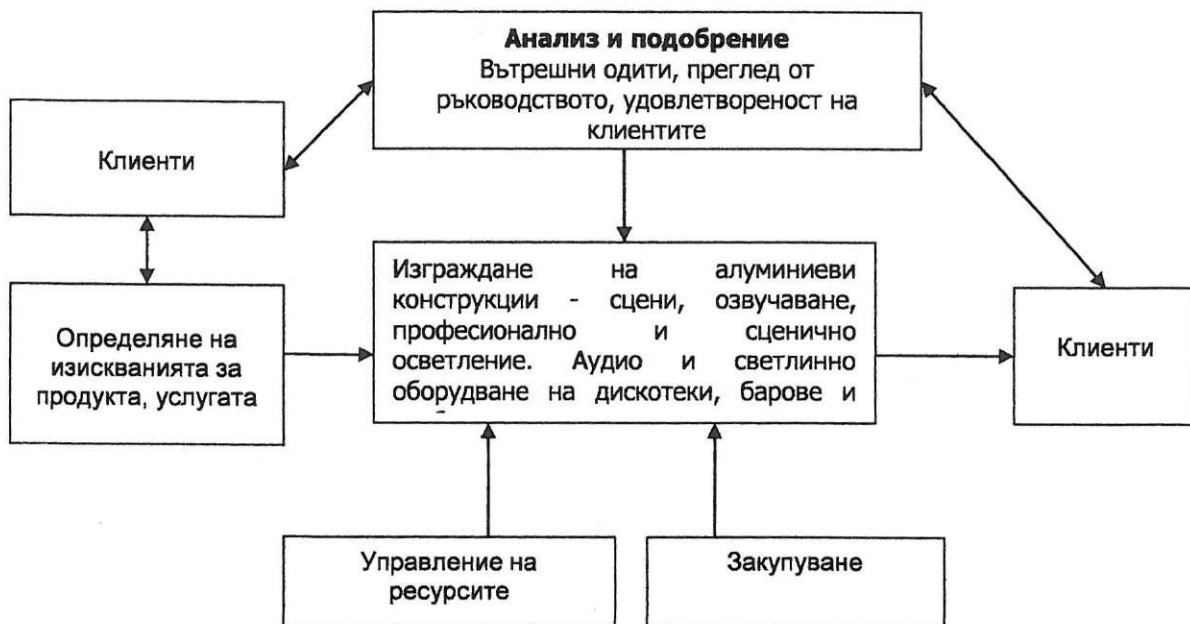 Анализ и подобрение
Вътрешни одити, преглед от
ръководството, удовлетвореност на
клиентите
Клиенти
Определяне на
изискванията за
продукта, услугата
Изграждане на алуминиеви
конструкции - сцени, озвучаване,
професионално и сценично
осветление. Аудио и светлинно
оборудване на дискотеки, барове и
Клиенти
Управление на
ресурсите
Закупуване